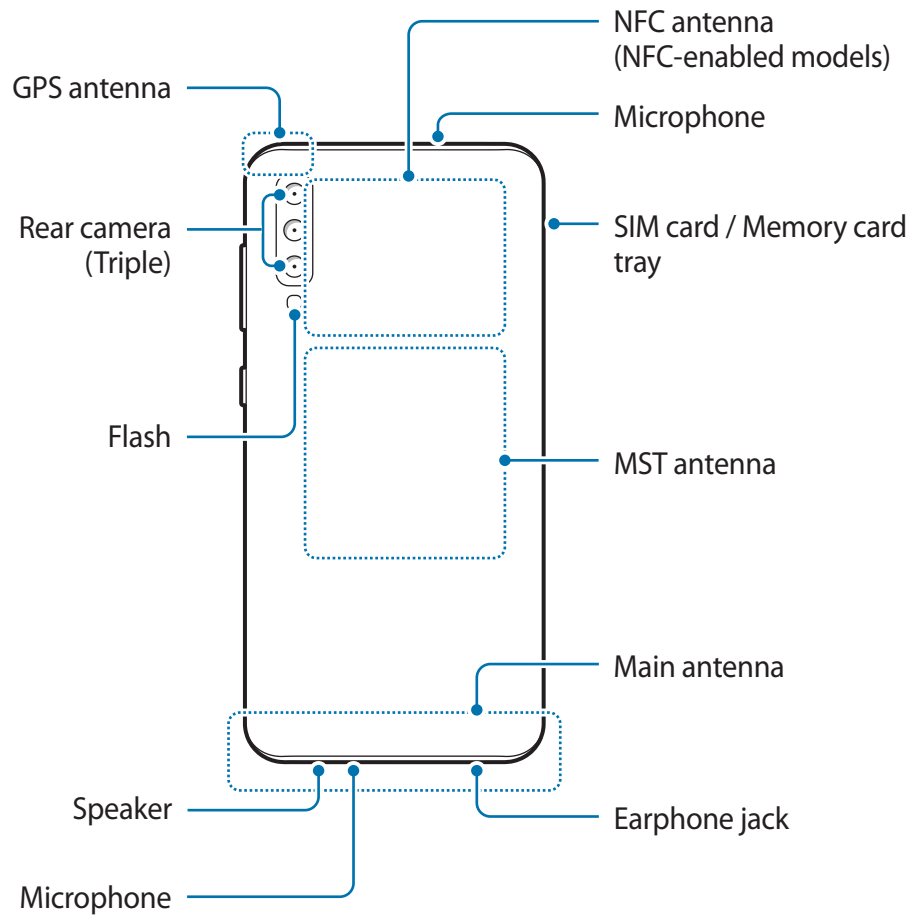 NFC antenna
(NFC-enabled models)
GPS antenna
Microphone
Rear camera
(Triple)
SIM card / Memory card
tray
Flash
MST antenna
Main antenna
Speaker
Earphone jack
Microphone